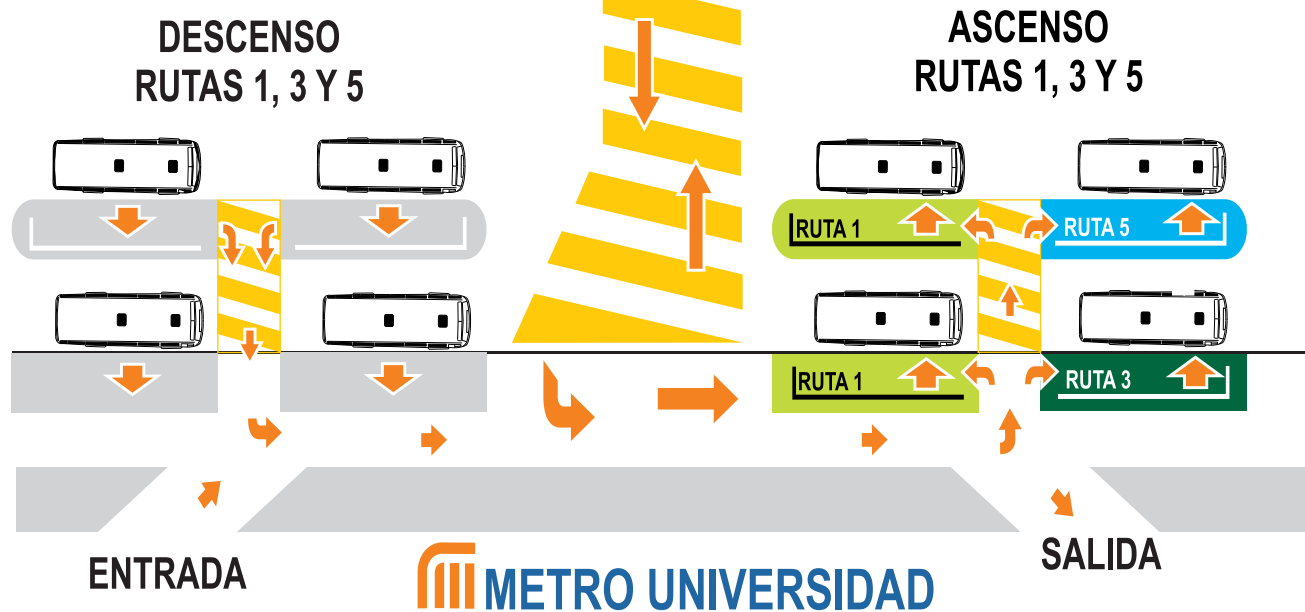 DESCENSO
RUTAS 1, 3 Y 5
ASCENSO
RUTAS 1, 3 Y 5
RUTA 1
RUTA 5
RUTA 1
RUTA 3
ENTRADA
METRO UNIVERSIDAD
SALIDA